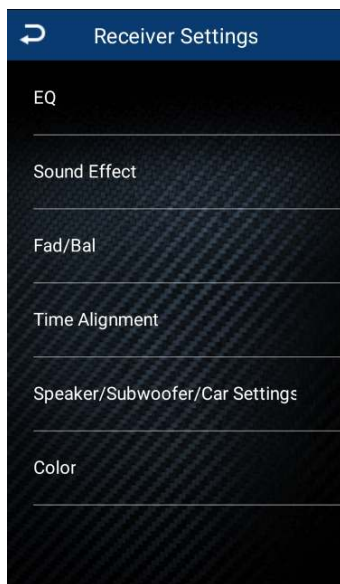 Receiver Settings
EQ
Sound Effect
Fad/Bal
Time Alignment
Speaker/Subwoofer/Car Settings
Color